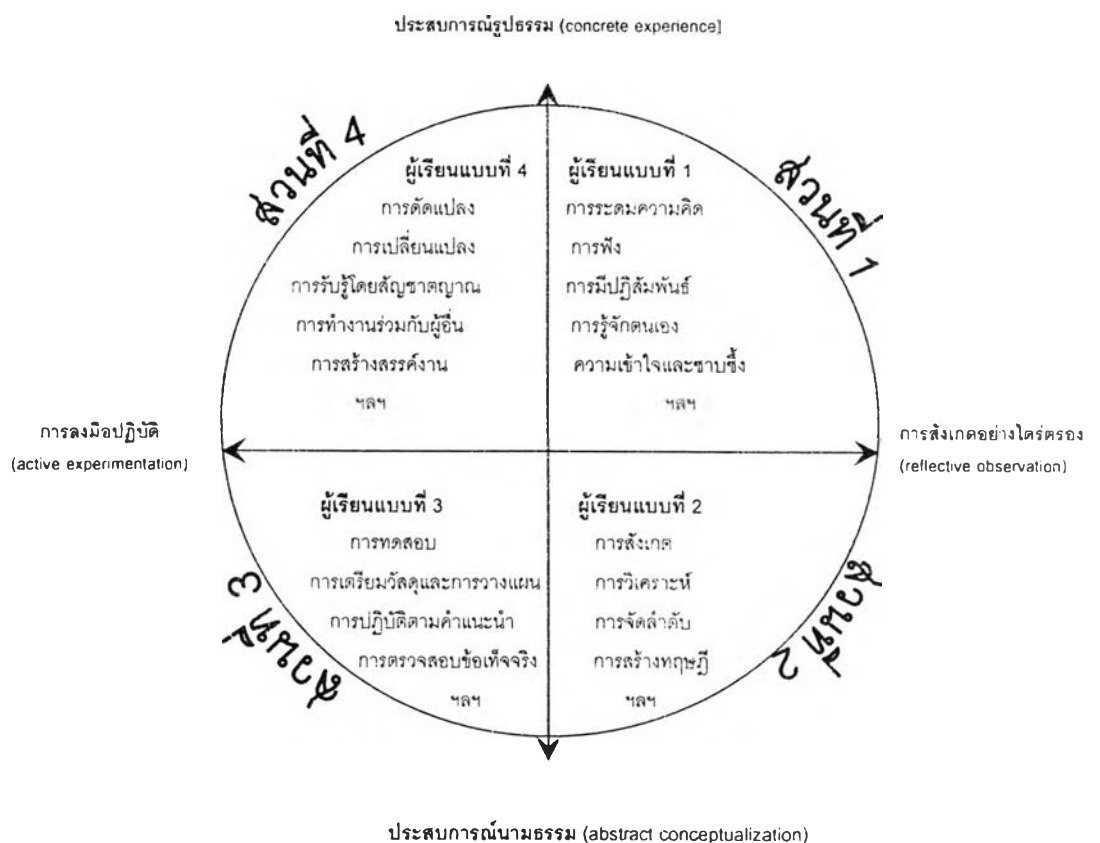 ประสบการณ์รูปธรรม (concrete experience)
ส่วนที่ 4
ส่วนที่ 1
ผู้เรียนแบบที่ 4
การดัดแปลง
การเปลี่ยนแปลง
การรับรู้โดยสัญชาตญาณ
การทำงานร่วมกับผู้อื่น
การสร้างสรรค์งาน
ฯลฯ
ผู้เรียนแบบที่ 1
การระดมความคิด
การฟัง
การมีปฏิสัมพันธ์
การรู้จักตนเอง
ความเข้าใจและซาบซึ้ง
ฯลฯ
การลงมือปฏิบัติ
(active experimentation)
การสังเกตอย่างไตร่ตรอง
(reflective observation)
ผู้เรียนแบบที่ 3
การทดสอบ
การเตรียมวัสดุและการวางแผน
การปฏิบัติตามคำแนะนำ
การตรวจสอบข้อเท็จจริง
ฯลฯ
ผู้เรียนแบบที่ 2
การสังเกต
การวิเคราะห์
การจัดลำดับ
การสร้างทฤษฎี
ฯลฯ
ส่วนที่ 3
ส่วนที่ 2
ประสบการณ์นามธรรม (abstract conceptualization)